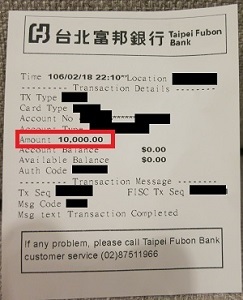 台北富邦銀行 Taipei Fubon Bank
Time 106/02/18 22:10 Location
Transaction Details
TX Type
Card Type
Account No
Account Type
Amount 10,000.00
Account Balance $0.00
Available Balance $0.00
Auth Code
Transaction Message
Tx Seq FISC Tx Seq
Msg Code
Msg text Transaction Completed
If any problem, please call Taipei Fubon Bank
customer service (02)87511966